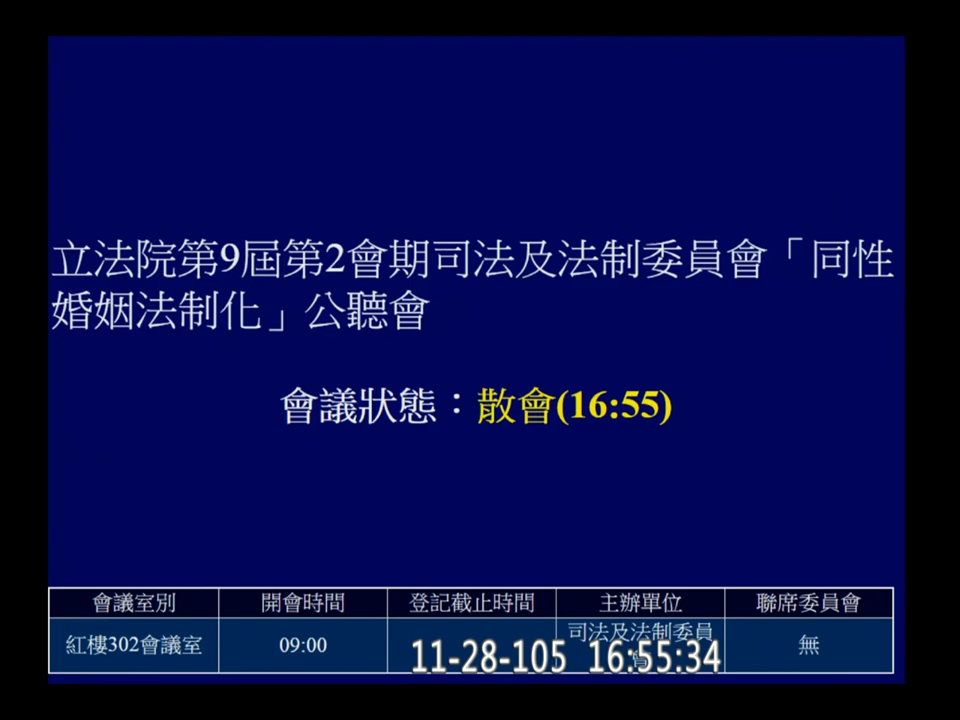 立法院第9屆第2會期司法及法制委員會「同性
婚姻法制化」公聽會
會議狀態：散會(16:55)
會議室別 開會時間 登記截止時間 主辦單位 聯席委員會
紅樓302會議室 09:00 司法及法制委員會 無
11-28-105 16:55:34